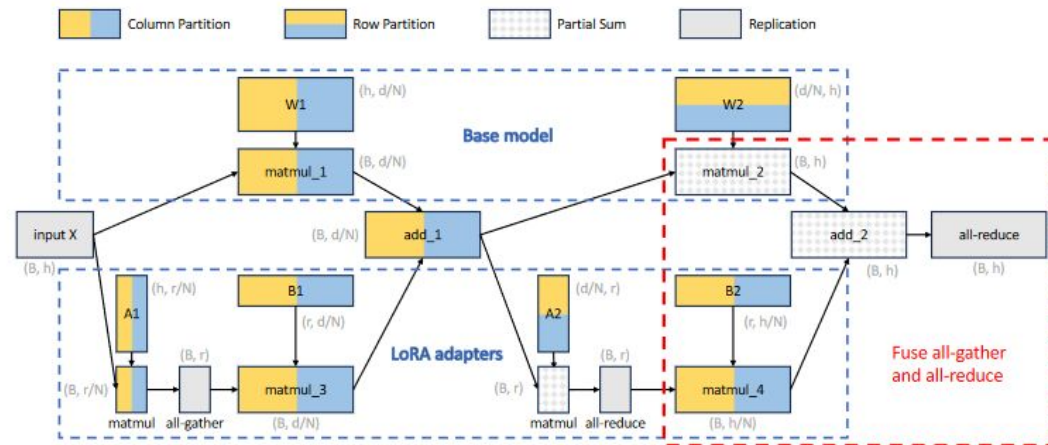 Column Partition
Row Partition
Partial Sum
Replication
W1
(h, d/N)
W2
(d/N, h)
Base model
matmul_1
(B, d/N)
matmul_2
(B, h)
input X
(B, h)
(B, d/N)
add_1
add_2
(B, h)
all-reduce
(B, h)
A1
(h, r/N)
B1
(r, d/N)
A2
(d/N, r)
B2
(r, h/N)
(B, r)
LoRA adapters
(B, r)
Fuse all-gather
and all-reduce
(B, r/N)
matmul_3
(B, r)
matmul_4
matmul
all-gather
(B, d/N)
matmul
all-reduce
(B, h/N)